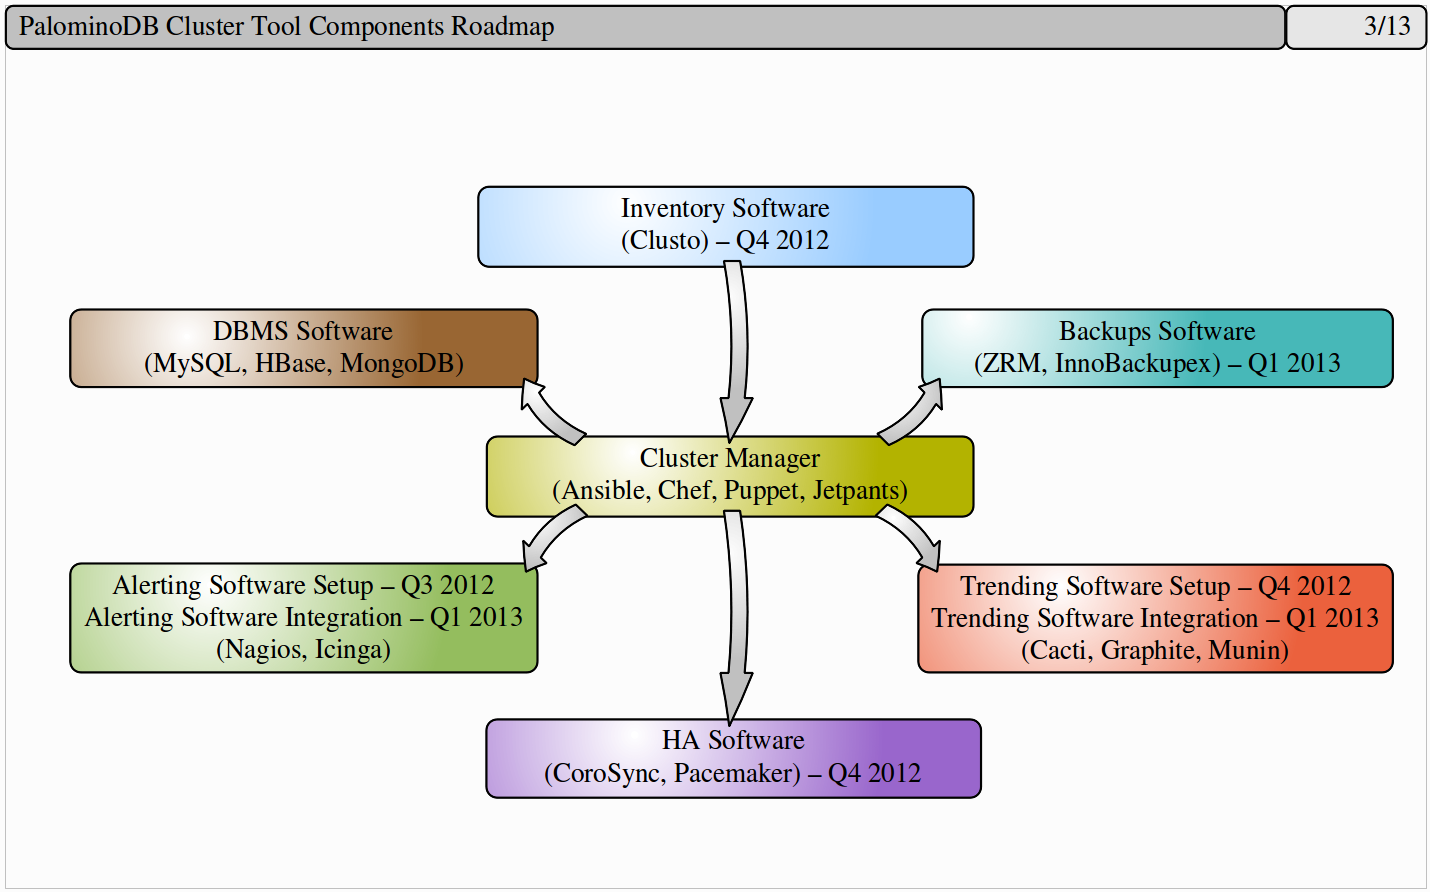 PalominoDB Cluster Tool Components Roadmap
3/13
Inventory Software
(Clusto) – Q4 2012
DBMS Software
(MySQL, HBase, MongoDB)
Backups Software
(ZRM, InnoBackupex) – Q1 2013
Cluster Manager
(Ansible, Chef, Puppet, Jetpants)
Alerting Software Setup – Q3 2012
Alerting Software Integration – Q1 2013
(Nagios, Icinga)
Trending Software Setup – Q4 2012
Trending Software Integration – Q1 2013
(Cacti, Graphite, Munin)
HA Software
(CoroSync, Pacemaker) – Q4 2012